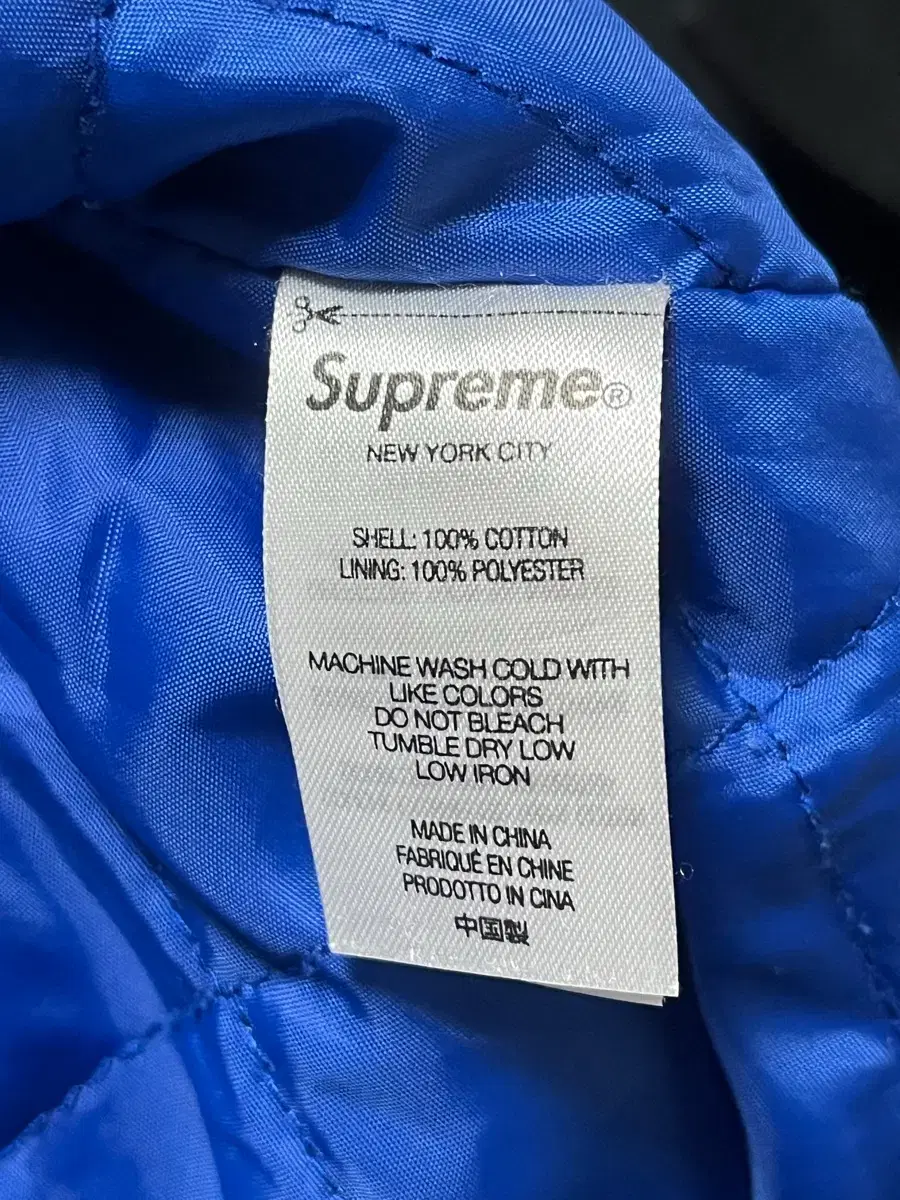 Supreme®
NEW YORK CITY
SHELL: 100% COTTON
LINING: 100% POLYESTER
MACHINE WASH COLD WITH
LIKE COLORS
DO NOT BLEACH
TUMBLE DRY LOW
LOW IRON
MADE IN CHINA
FABRIQUÉ EN CHINE
PRODOTTO IN CINA
中国製